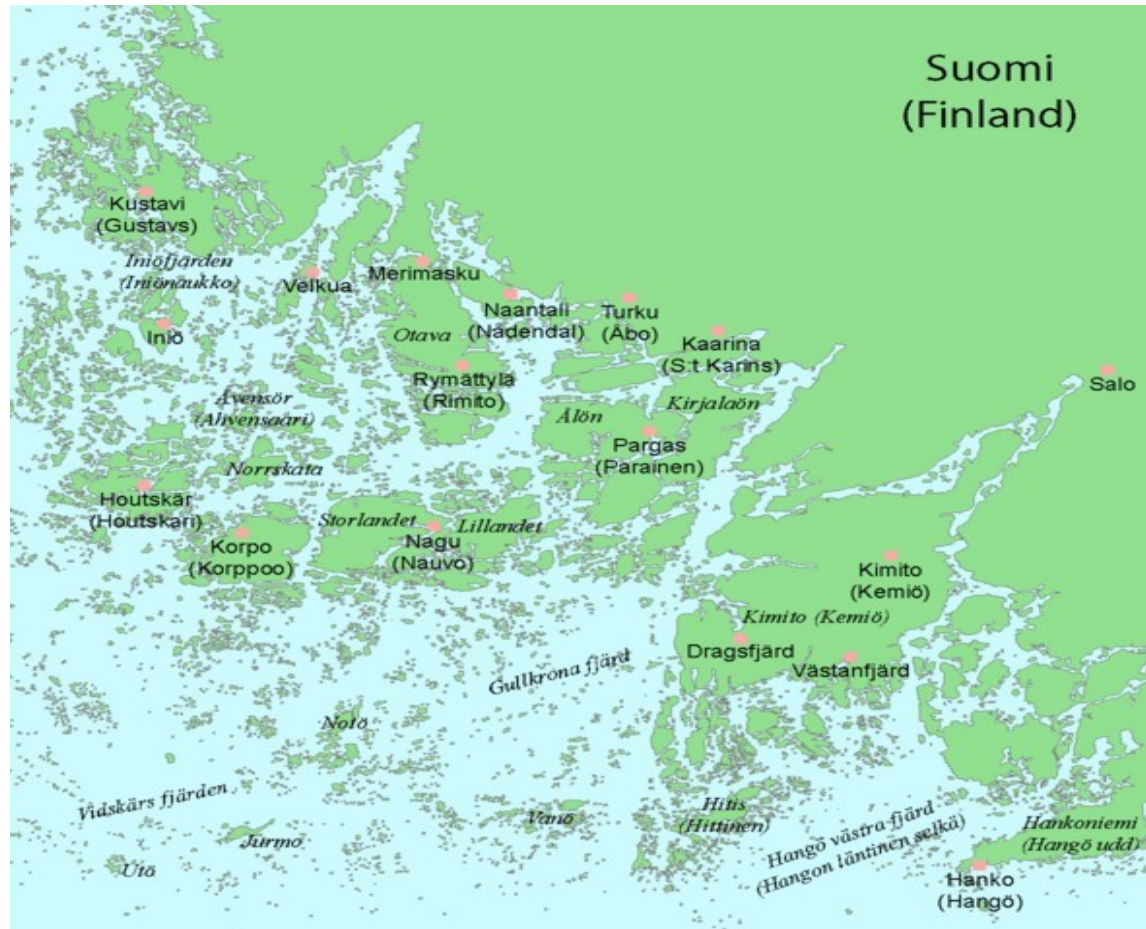 Suomi
(Finland)
Kustavi
(Gustavs)
Iniöfjärden
(Iniönaukko)
Velkua
Merimasku
Naantali
(Nådendal)
Turku
(Åbo)
Iniö
Otava
Kaarina
(S:t Karins)
Rymättylä
(Rimito)
Salo
Åvensör
(Ahvensaari)
Ålön
Kirjalaön
Pargas
(Parainen)
Norrskata
Houtskär
(Houtskari)
Storlandet
Lillandet
Nagu
(Nauvo)
Korpo
(Korppoo)
Kimito
(Kemiö)
Kimito (Kemiö)
Dragsfjärd
Västanfjärd
Gullkrona fjärd
Nötö
Vidskärs fjärden
Jurmo
Utö
Vänö
Hitis
(Hittinen)
Hangö västra fjärd
(Hangon läntinen selkä)
Hankoniemi
(Hangö udd)
Hanko
(Hangö)